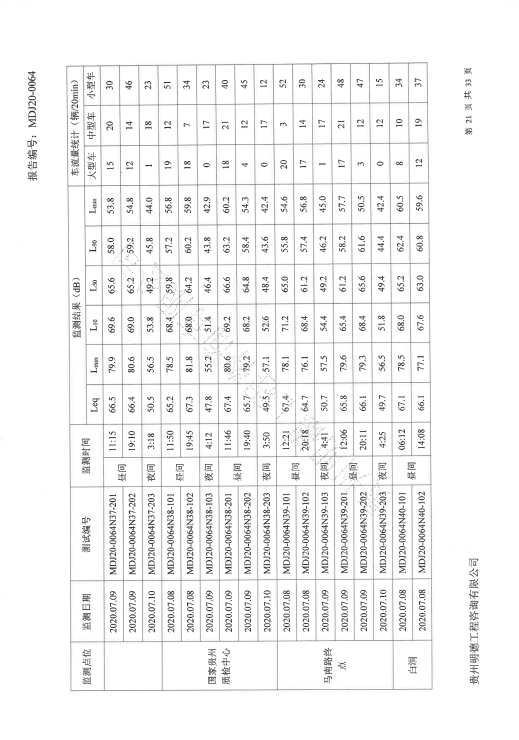 报告编号：MDJ20-0064
监测点位 监测日期 测试编号 监测时间 监测结果（dB） 车流量统计（辆/20min）
Leq Lmax L10 L50 L90 Lmin 大型车 中型车 小型车
2020.07.09 MDJ20-0064N37-201 昼间 11:15 66.5 79.9 69.6 65.6 58.0 53.8 15 20 30
2020.07.09 MDJ20-0064N37-202 19:10 66.4 80.6 69.0 65.2 59.2 54.8 12 14 46
2020.07.10 MDJ20-0064N37-203 夜间 3:18 50.5 56.5 53.8 49.2 45.8 44.0 1 18 23
国家贵州质检中心 2020.07.08 MDJ20-0064N38-101 昼间 11:50 65.2 78.5 68.4 59.8 57.2 56.8 19 12 51
2020.07.08 MDJ20-0064N38-102 19:45 67.3 81.8 68.0 64.2 60.2 59.8 18 7 34
2020.07.09 MDJ20-0064N38-103 夜间 4:12 47.8 55.2 51.4 46.4 43.8 42.9 0 17 23
2020.07.09 MDJ20-0064N38-201 昼间 11:46 67.4 80.6 69.2 66.6 63.2 60.2 18 21 40
2020.07.09 MDJ20-0064N38-202 19:40 65.7 79.2 68.2 64.8 58.4 54.3 4 12 45
2020.07.10 MDJ20-0064N38-203 夜间 3:50 49.5 57.1 52.6 48.4 43.6 42.4 0 17 12
马南路终点 2020.07.08 MDJ20-0064N39-101 昼间 12:21 67.4 78.1 71.2 65.0 55.8 54.6 20 3 52
2020.07.08 MDJ20-0064N39-102 20:18 64.7 76.1 68.4 61.2 57.4 56.8 17 14 30
2020.07.09 MDJ20-0064N39-103 夜间 4:41 50.7 57.5 54.4 49.2 46.2 45.0 1 17 24
2020.07.09 MDJ20-0064N39-201 昼间 12:06 65.8 79.6 65.4 61.2 58.2 57.7 17 21 48
2020.07.09 MDJ20-0064N39-202 20:11 66.1 79.3 68.4 65.6 61.6 50.5 3 12 47
2020.07.10 MDJ20-0064N39-203 夜间 4:25 49.7 56.5 51.8 49.4 44.4 42.4 0 12 15
白洞 2020.07.08 MDJ20-0064N40-101 昼间 06:12 67.1 78.5 68.0 65.2 62.4 60.5 8 10 34
2020.07.08 MDJ20-0064N40-102 14:08 66.1 77.1 67.6 63.0 60.8 59.6 12 19 37
贵州明德工程咨询有限公司
第 21 页 共 33 页